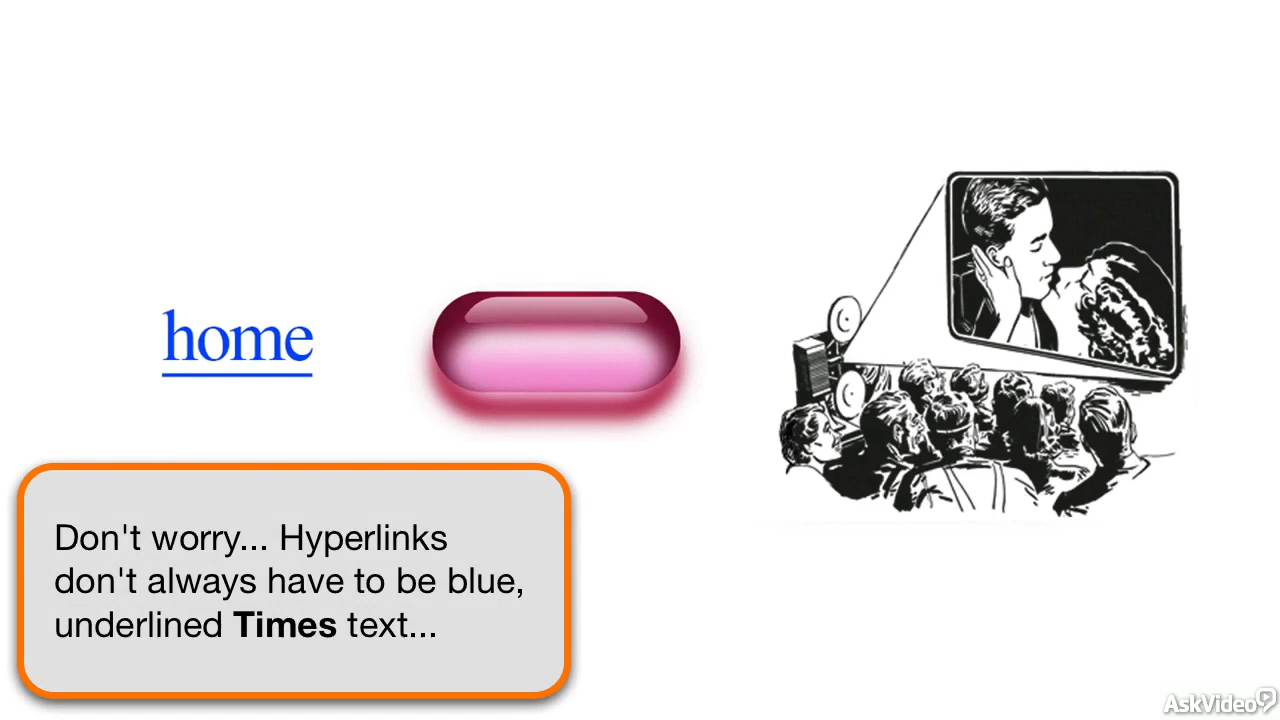 home
Don't worry... Hyperlinks
don't always have to be blue,
underlined Times text...
AskVideo